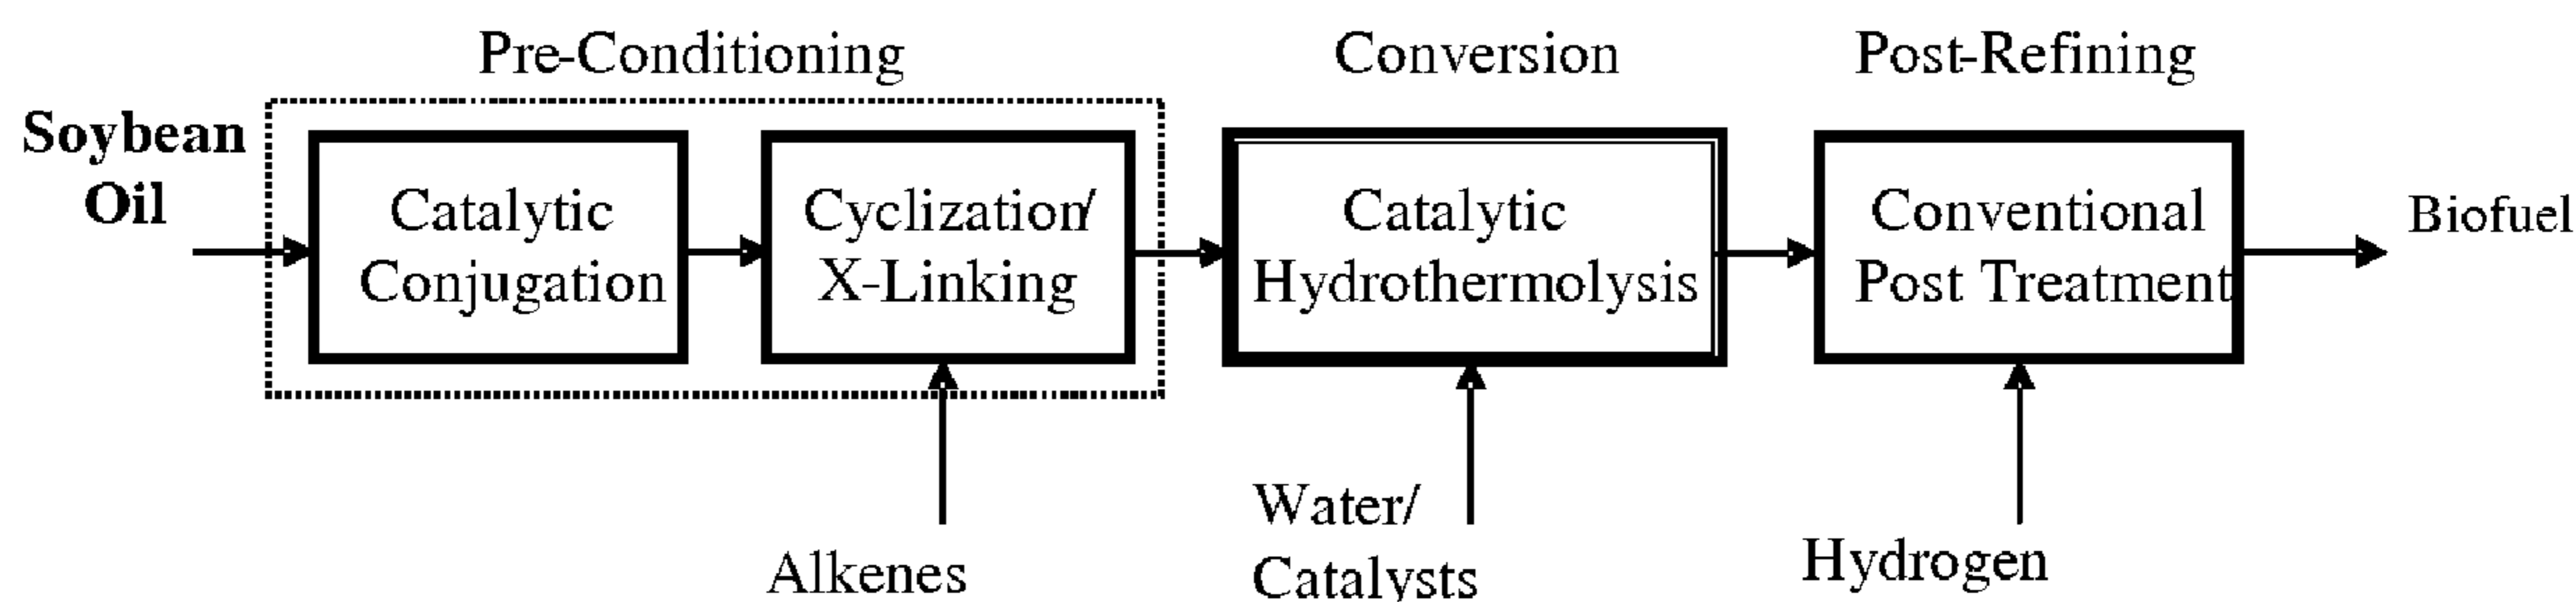 Pre-Conditioning
Conversion
Post-Refining
Soybean
Oil
Catalytic
Conjugation
Cyclization/
X-Linking
Catalytic
Hydrothermolysis
Conventional
Post Treatment
Biofuel
Alkenes
Water/
Catalysts
Hydrogen